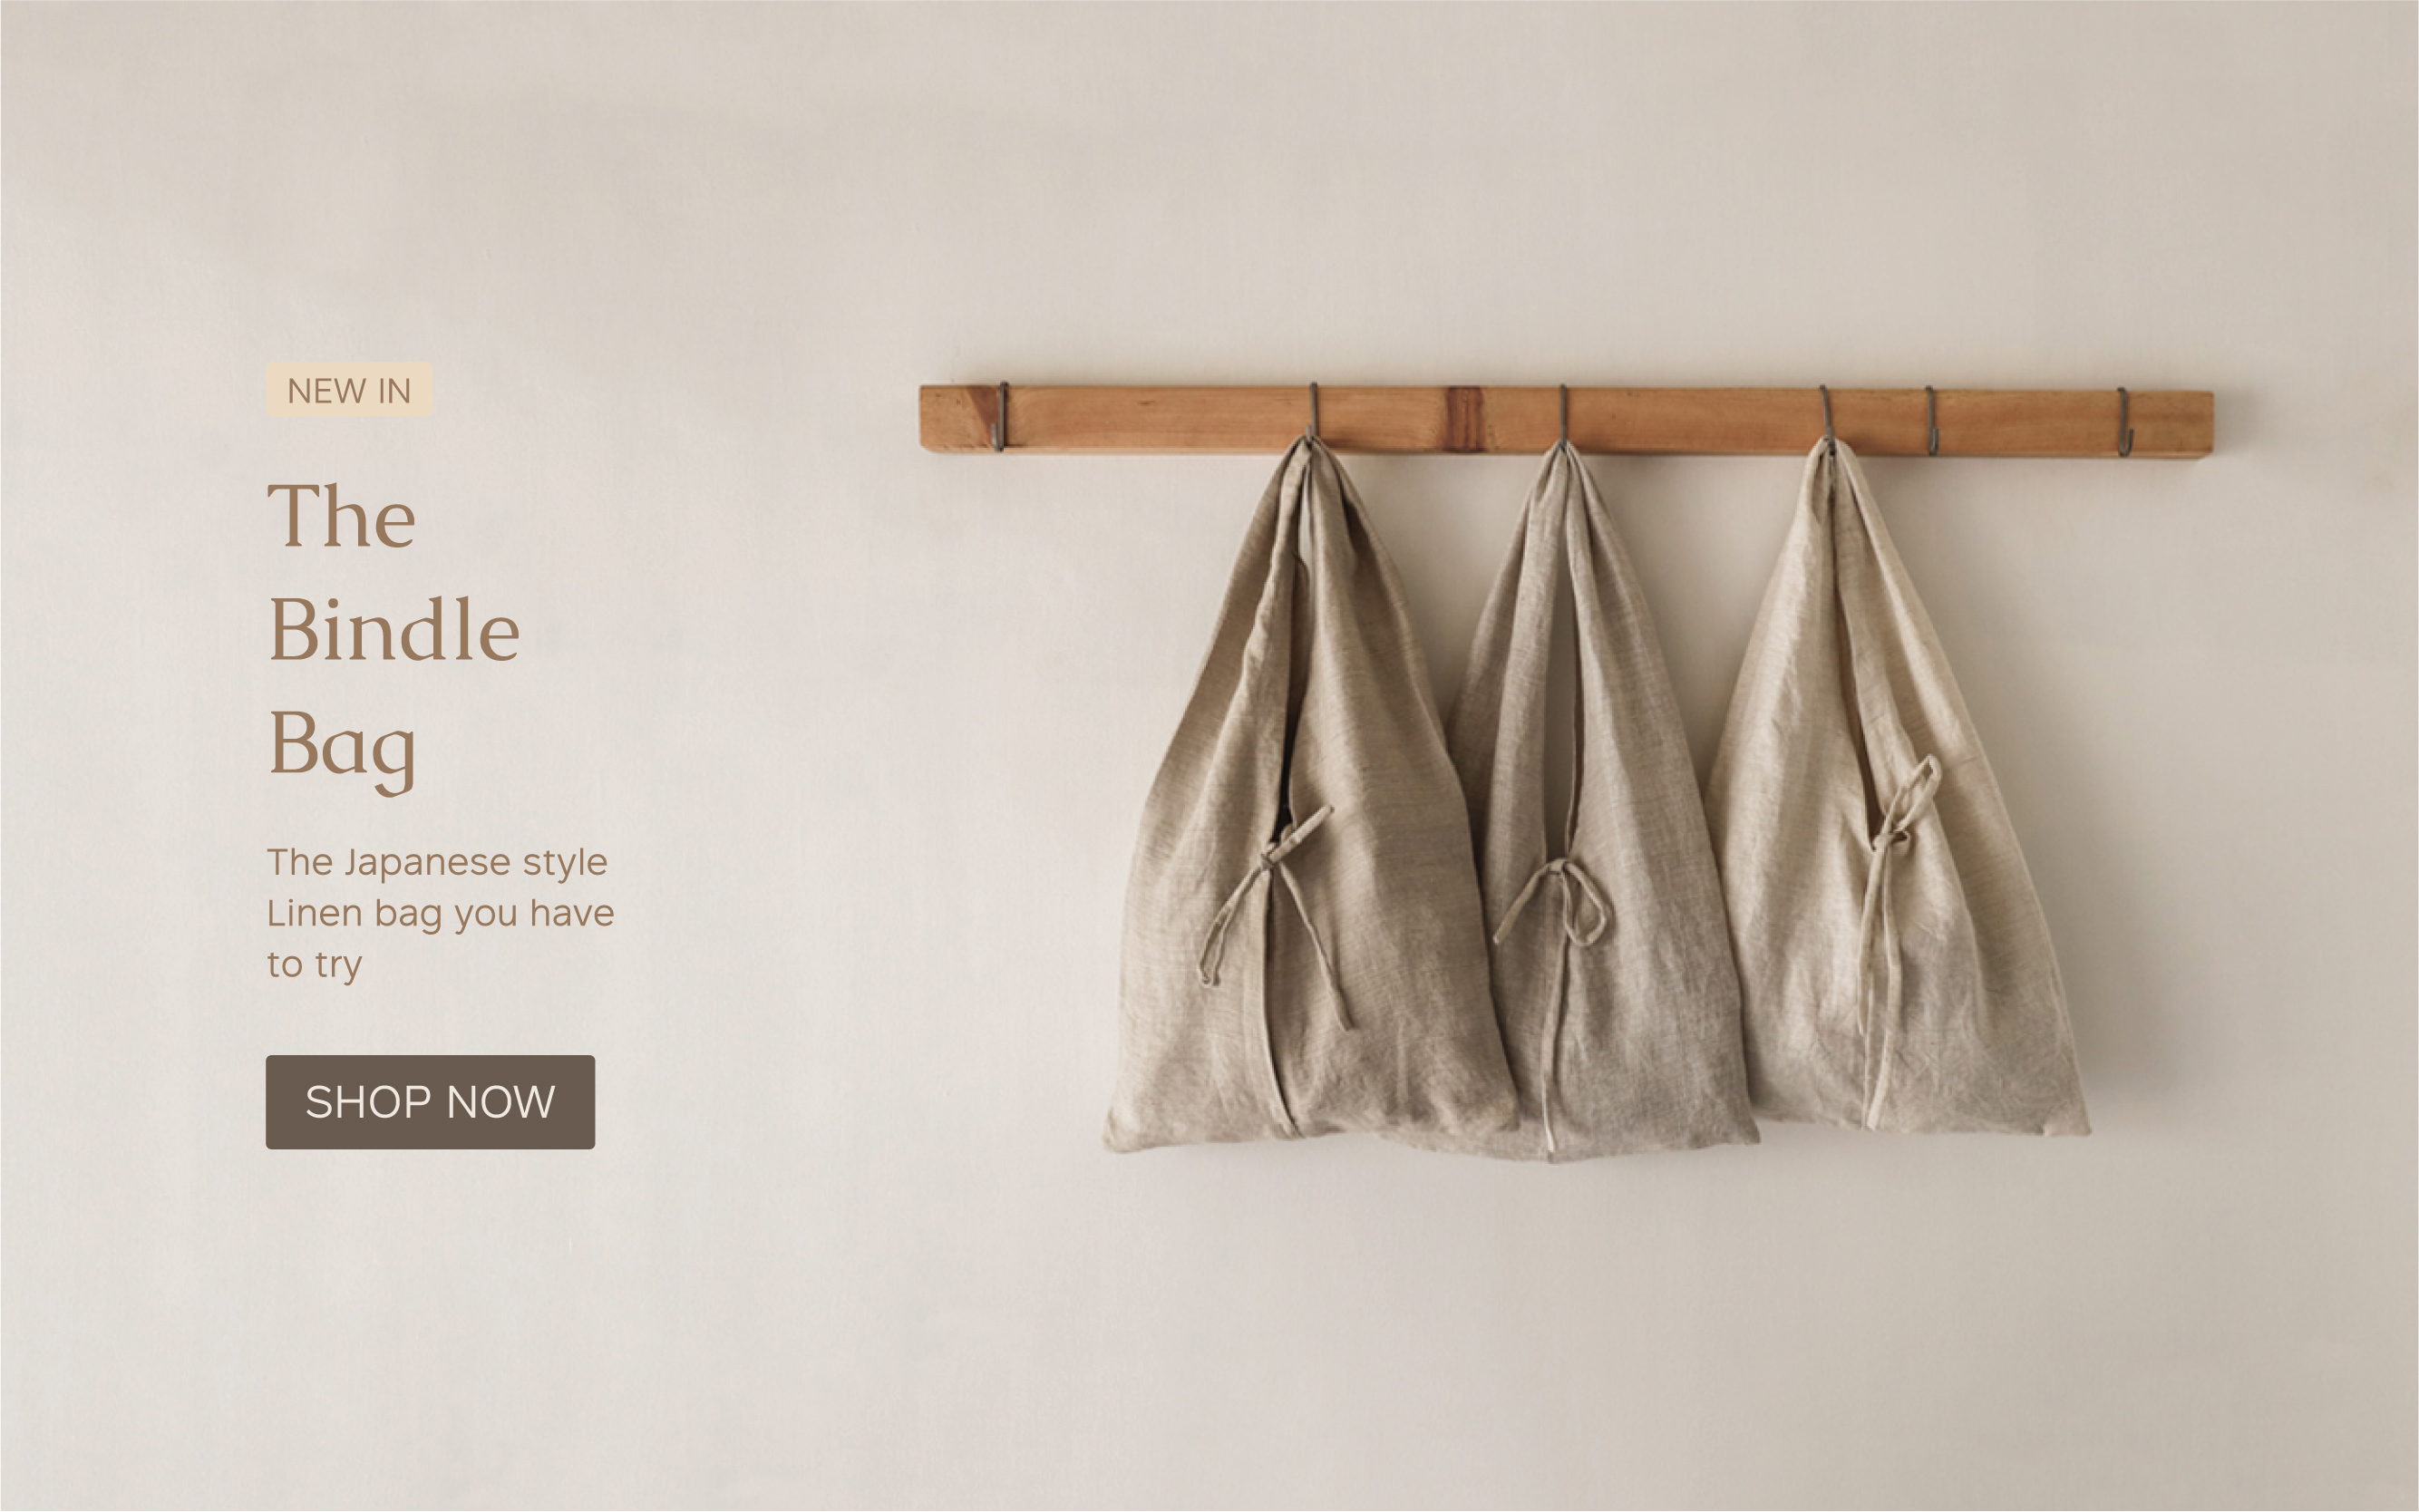 NEW IN
The
Bindle
Bag
The Japanese style
Linen bag you have
to try
SHOP NOW